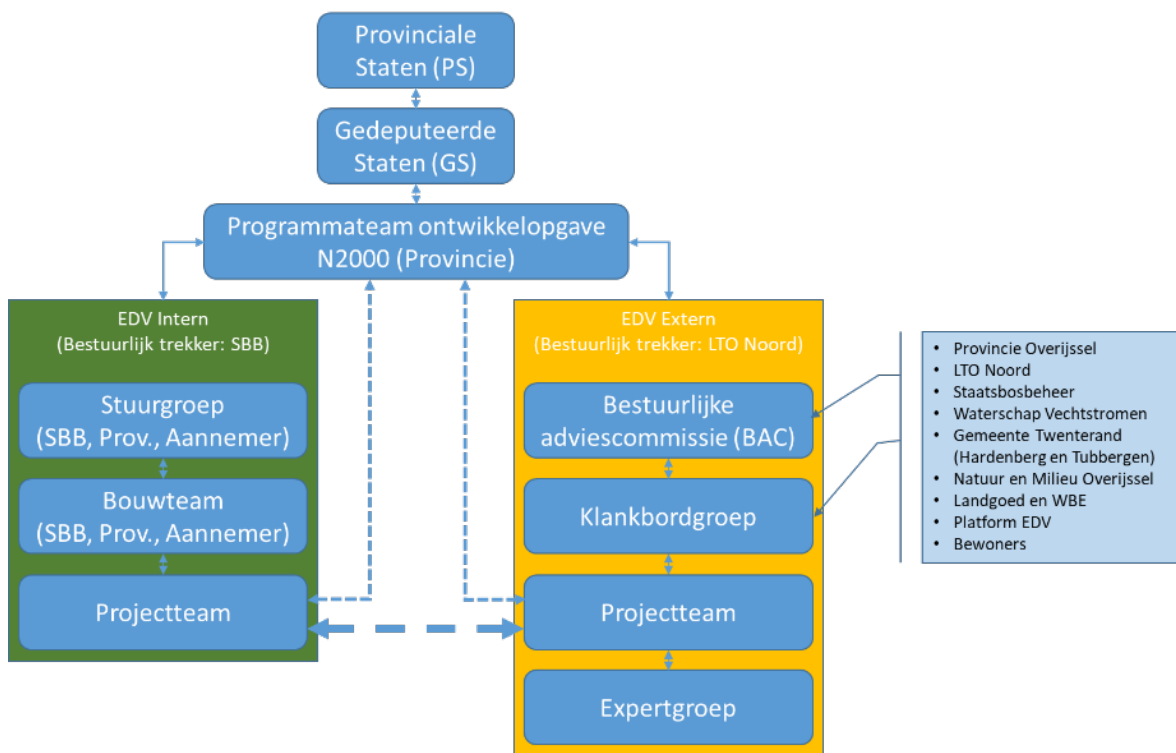 Provinciale
Staten (PS)
Gedeputeerde
Staten (GS)
Programmateam ontwikkelopgave
N2000 (Provincie)
EDV Intern
(Bestuurlijk trekker: SBB)
Stuurgroep
(SBB, Prov., Aannemer)
Bouwteam
(SBB, Prov., Aannemer)
Projectteam
EDV Extern
(Bestuurlijk trekker: LTO Noord)
Bestuurlijke
adviescommissie (BAC)
Klankbordgroep
Projectteam
Expertgroep
• Provincie Overijssel
• LTO Noord
• Staatsbosbeheer
• Waterschap Vechtstromen
• Gemeente Twenterand
(Hardenberg en Tubbergen)
• Natuur en Milieu Overijssel
• Landgoed en WBE
• Platform EDV
• Bewoners